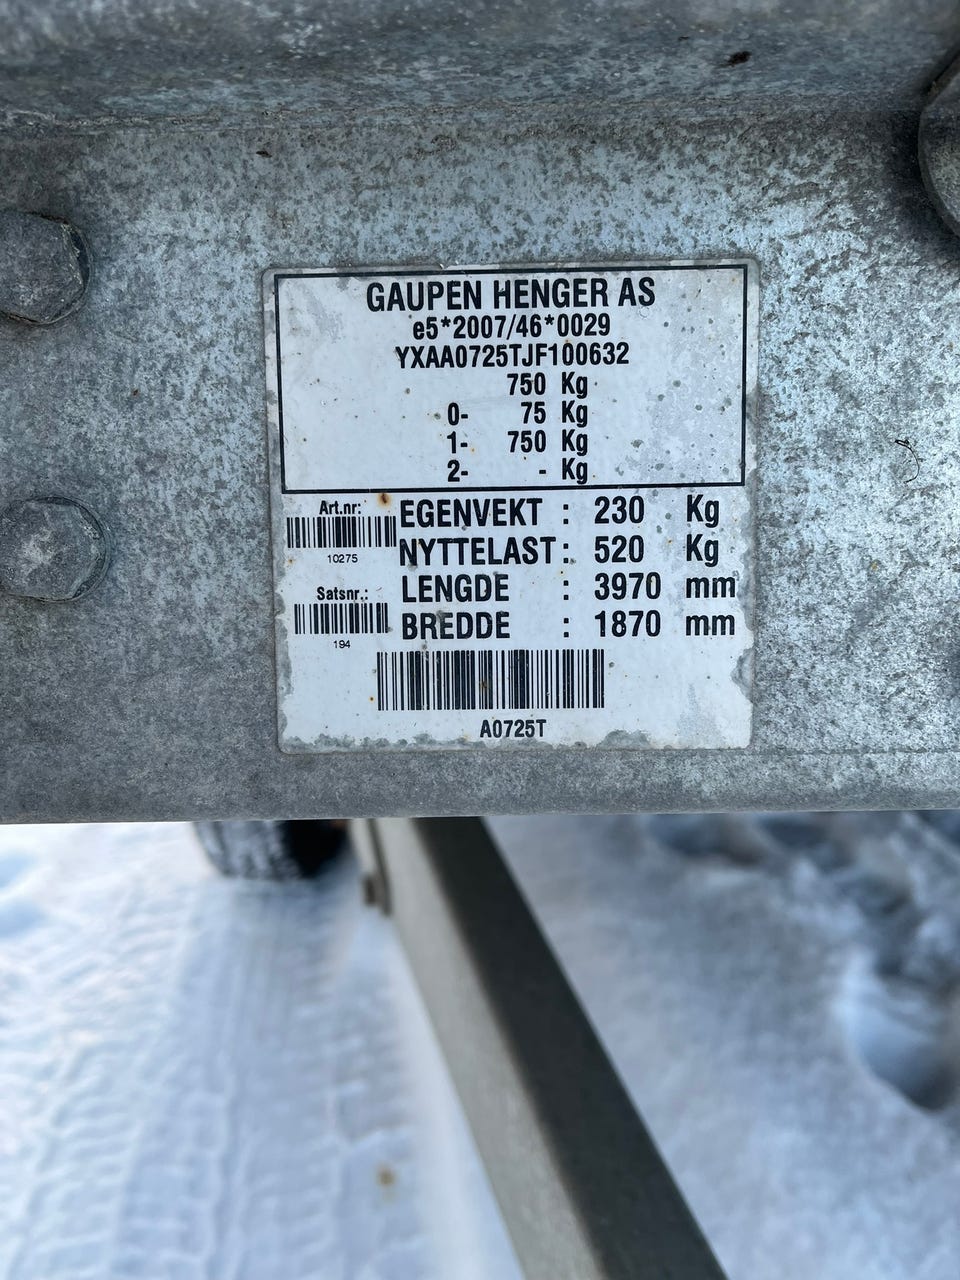 GAUPEN HENGER AS
e5*2007/46*0029
YXAA0725TJF100632
750 Kg
0- 75 Kg
1- 750 Kg
2- - Kg
Art.nr:
10275
EGENVEKT : 230 Kg
NYTTELAST : 520 Kg
Satsnr.:
194
LENGDE : 3970 mm
BREDDE : 1870 mm
A0725T